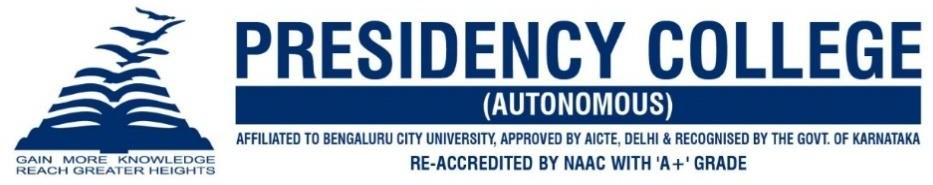 GAIN MORE KNOWLEDGE
REACH GREATER HEIGHTS
PRESIDENCY COLLEGE
(AUTONOMOUS)
AFFILIATED TO BENGALURU CITY UNIVERSITY, APPROVED BY AICTE, DELHI & RECOGNISED BY THE GOVT. OF KARNATAKA
RE-ACCREDITED BY NAAC WITH 'A+' GRADE